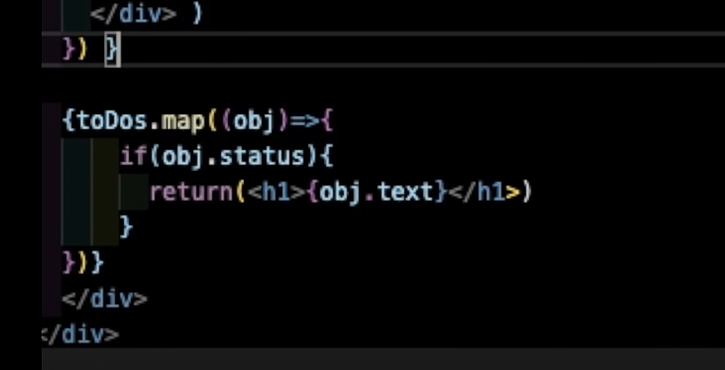 </div> )
}) }
{toDos.map((obj)=>{
if(obj.status){
return(<h1>{obj.text}</h1>)
}
})}
</div>
</div>